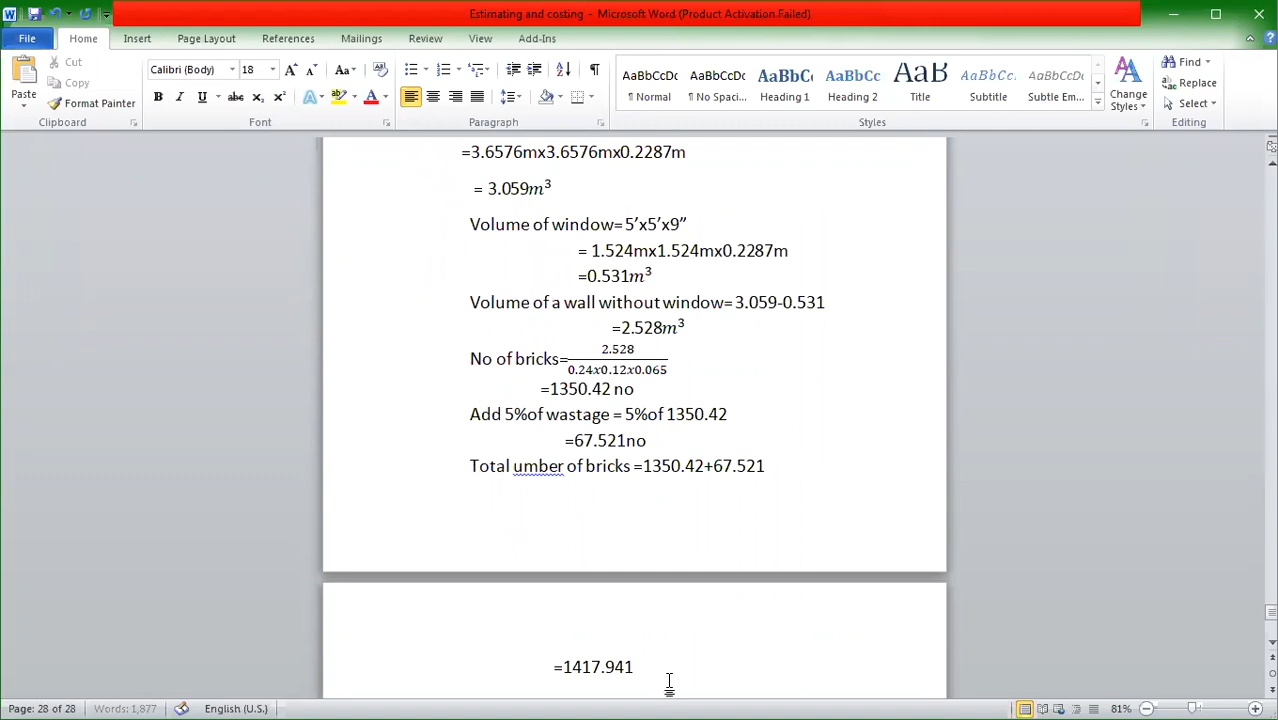 Estimating and costing - Microsoft Word (Product Activation Failed)
File Home Insert Page Layout References Mailings Review View Add-Ins
Cut
Copy
Format Painter
Paste
Calibri (Body) 18
AaBbCcDc AaBbCcDc AaBbC AaBbCc AaB AaBbCcDc AaBbCcDc
¶ Normal ¶ No Spaci... Heading 1 Heading 2 Title Subtitle Subtle Em...
Change Styles
Find
Replace
Select
Clipboard Font Paragraph Styles Editing
=3.6576mx3.6576mx0.2287m
= 3.059m³
Volume of window= 5’x5’x9”
= 1.524mx1.524mx0.2287m
=0.531m³
Volume of a wall without window= 3.059-0.531
=2.528m³
No of bricks= 2.528
0.24x0.12x0.065
=1350.42 no
Add 5%of wastage = 5%of 1350.42
=67.521no
Total umber of bricks =1350.42+67.521
=1417.941
Page: 28 of 28 Words: 1,877 English (U.S.) 81%